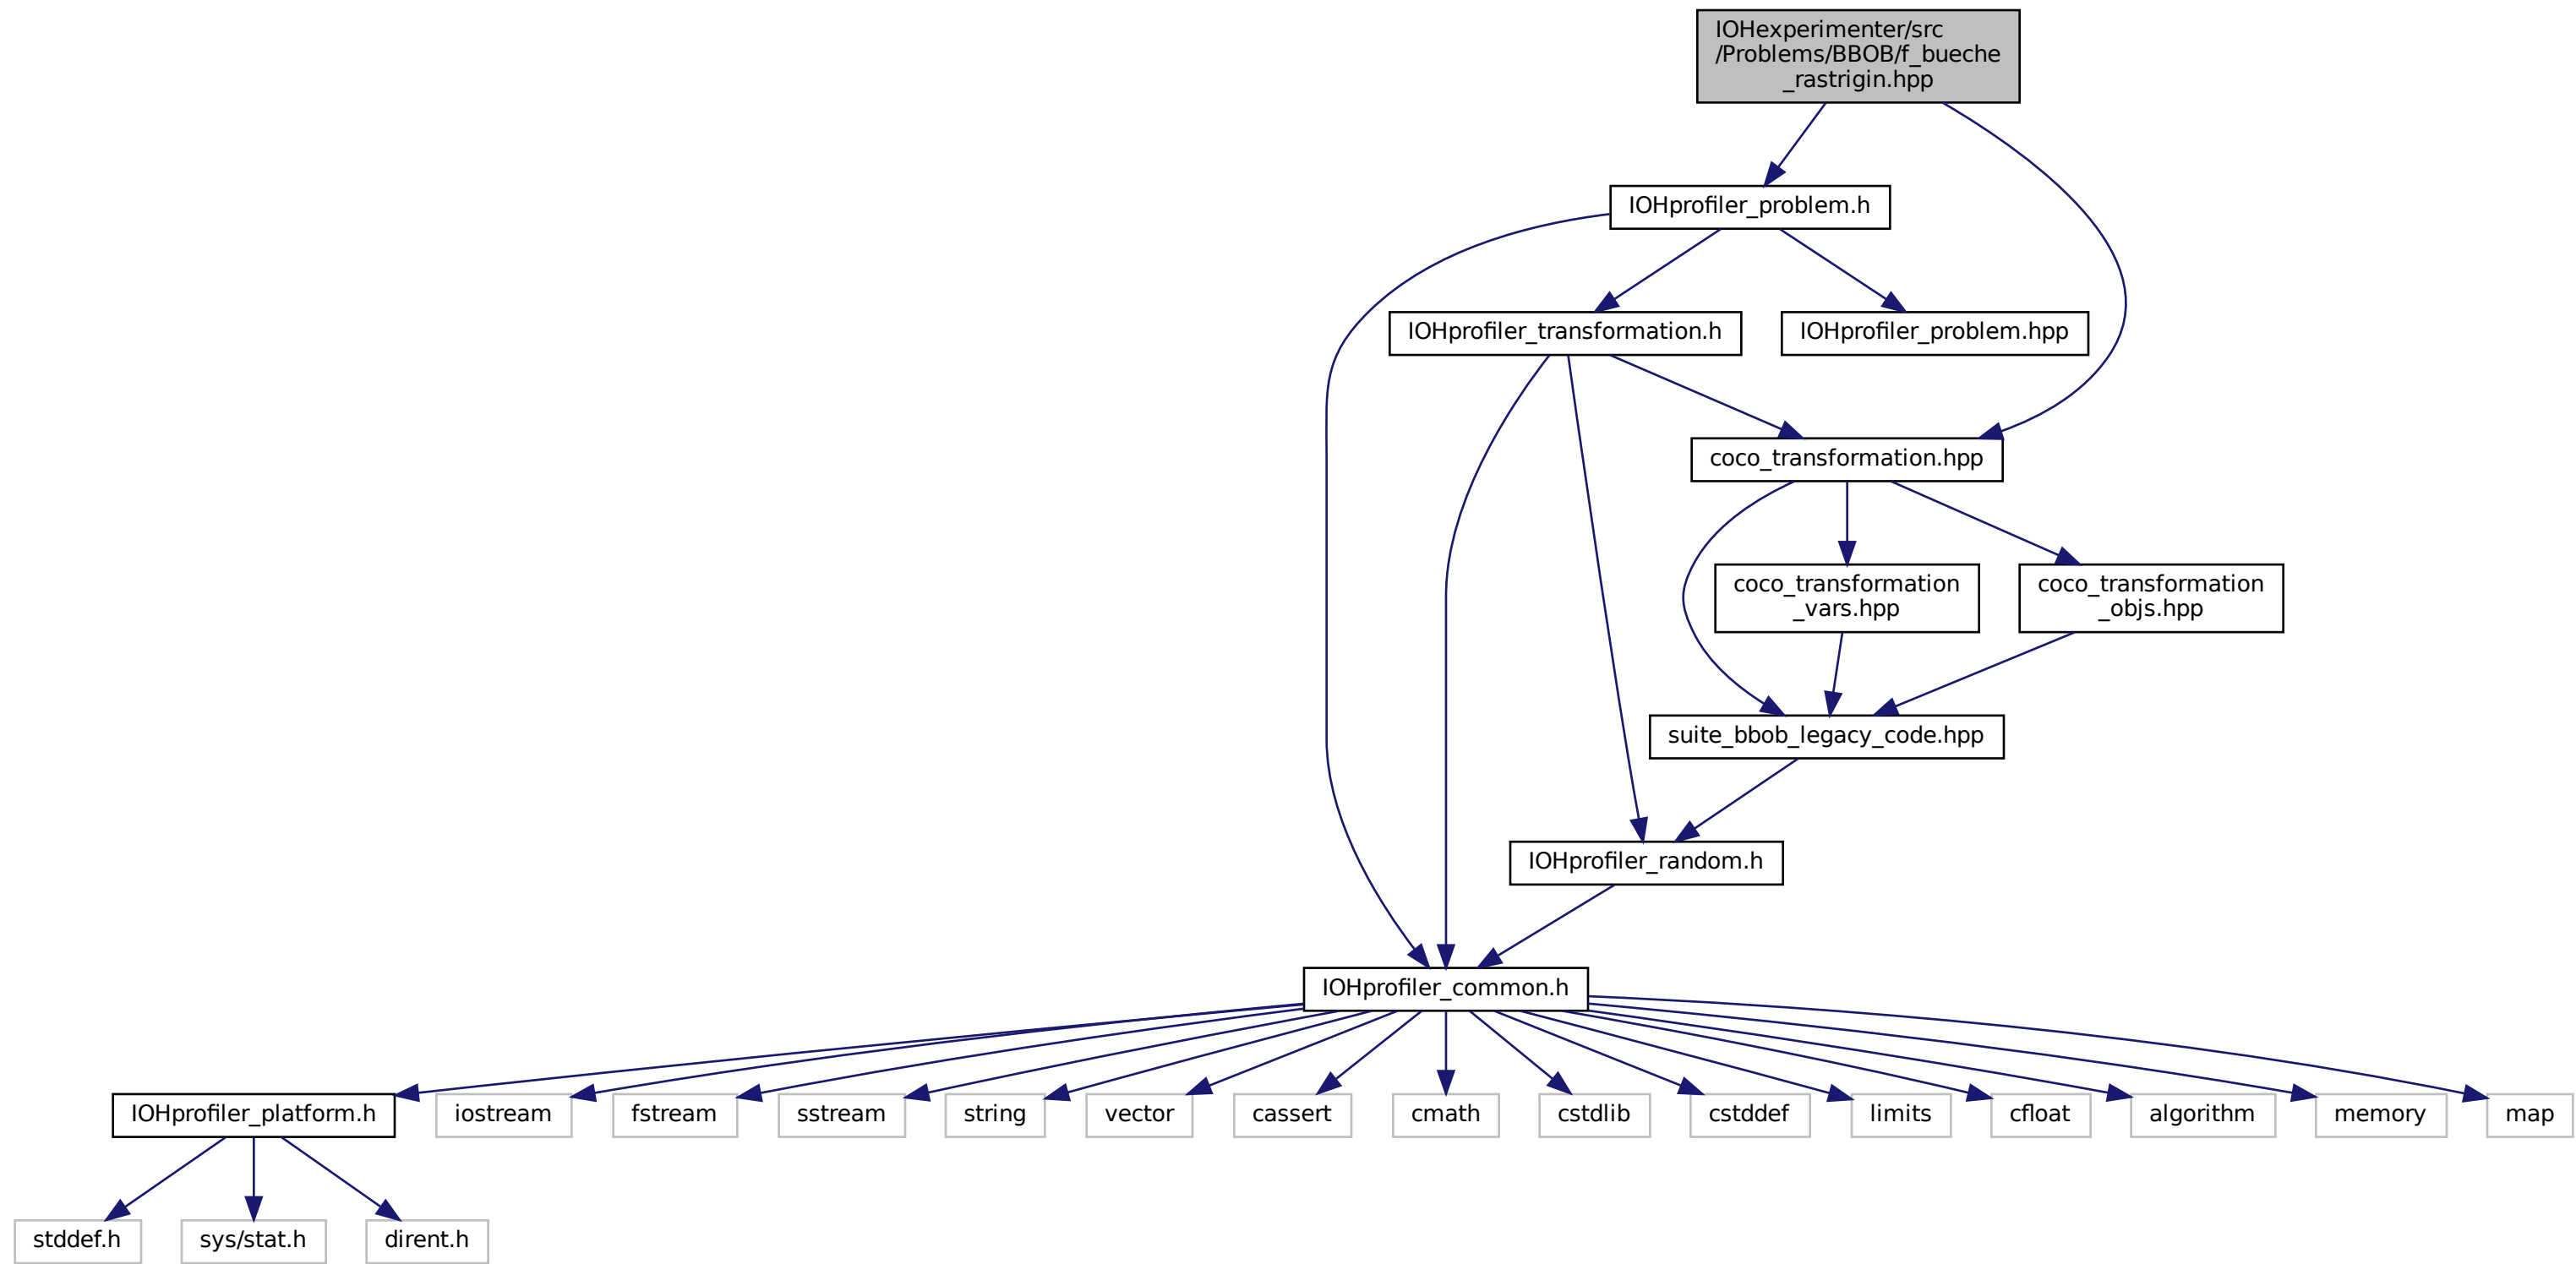 IOHexperimenter/src
/Problems/BBOB/f_bueche
_rastrigin.hpp
IOHprofiler_problem.h
IOHprofiler_transformation.h
IOHprofiler_problem.hpp
coco_transformation.hpp
coco_transformation
_vars.hpp
coco_transformation
_objs.hpp
suite_bbob_legacy_code.hpp
IOHprofiler_random.h
IOHprofiler_common.h
IOHprofiler_platform.h
iostream
fstream
sstream
string
vector
cassert
cmath
cstdlib
cstddef
limits
cfloat
algorithm
memory
map
stddef.h
sys/stat.h
dirent.h